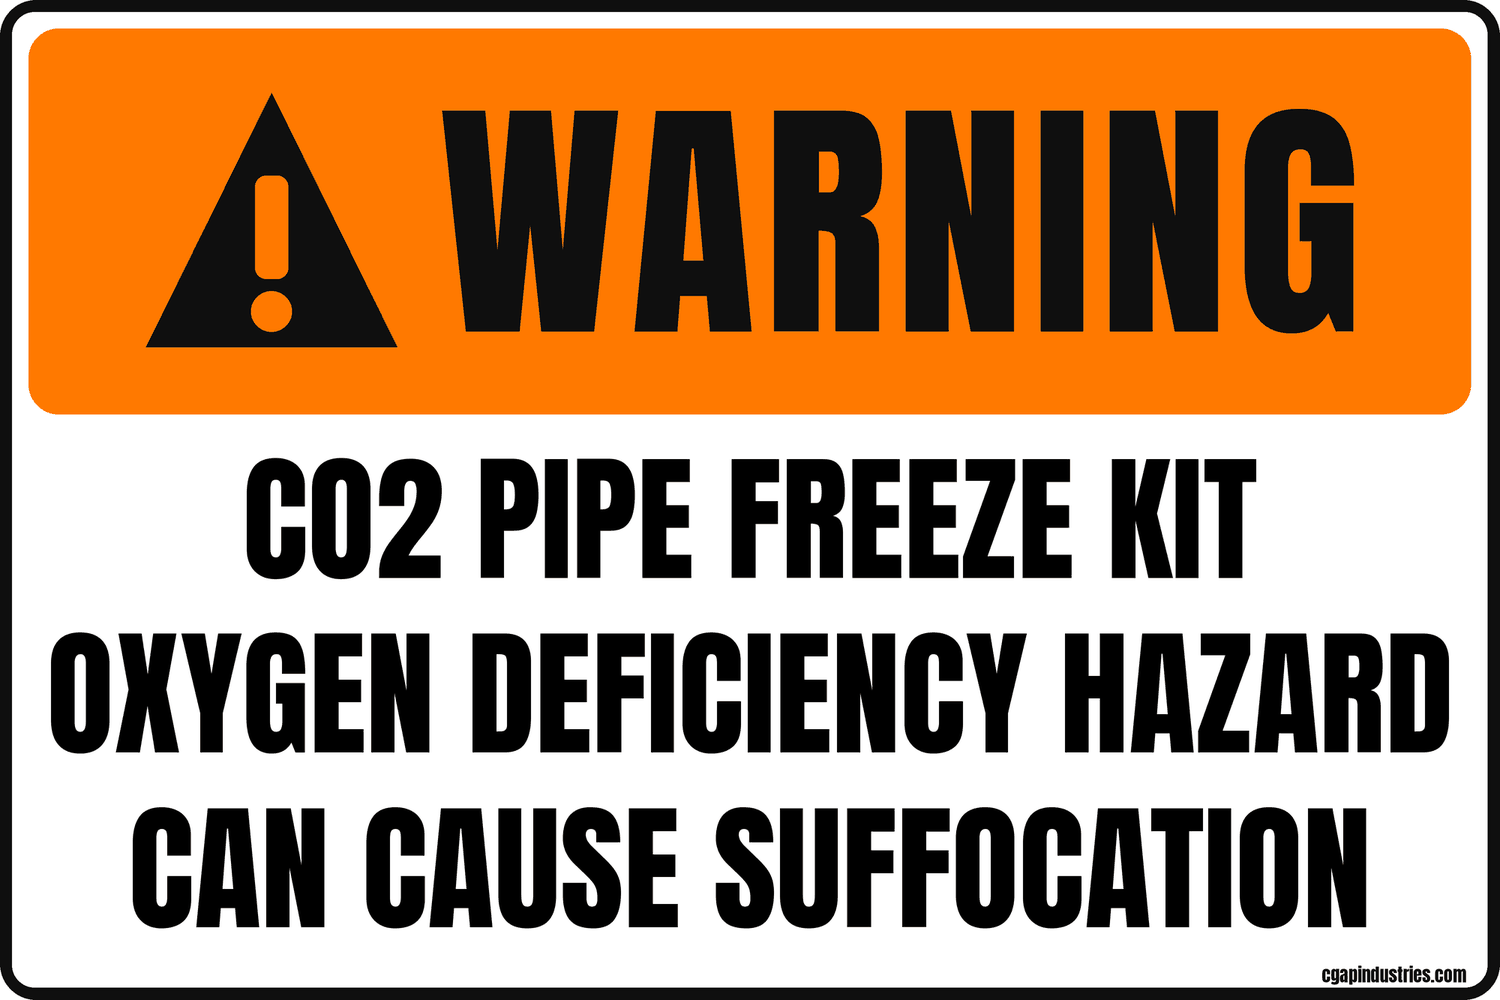 WARNING
CO2 PIPE FREEZE KIT
OXYGEN DEFICIENCY HAZARD
CAN CAUSE SUFFOCATION
cgapindustries.com